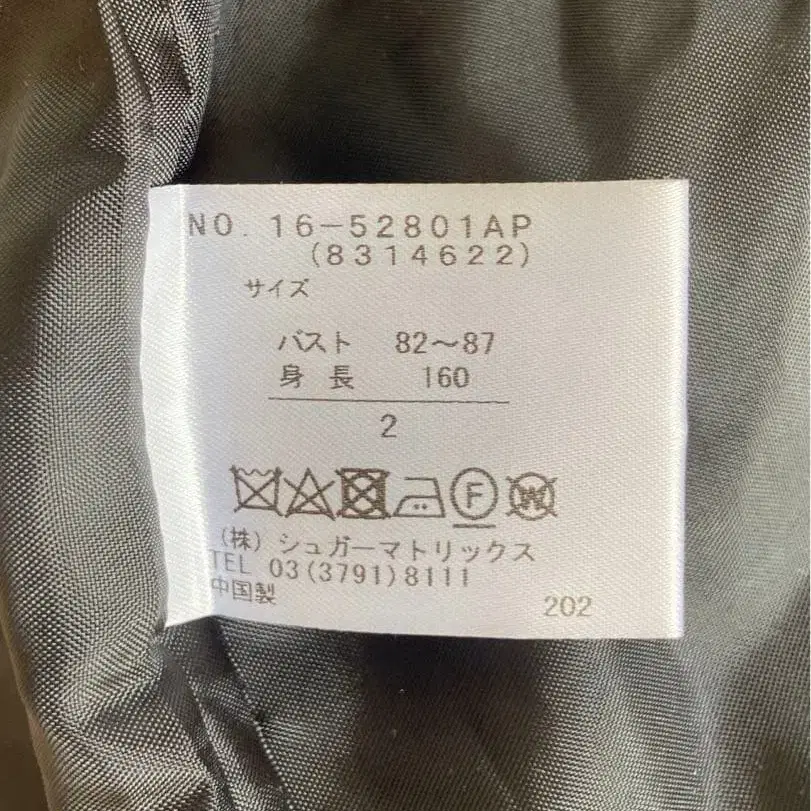 NO. 16-52801AP
(8314622)
サイズ
バスト 82～87
身長 160
2
F W
(株) シュガーマトリックス
TEL 03(3791)8111
中国製
202